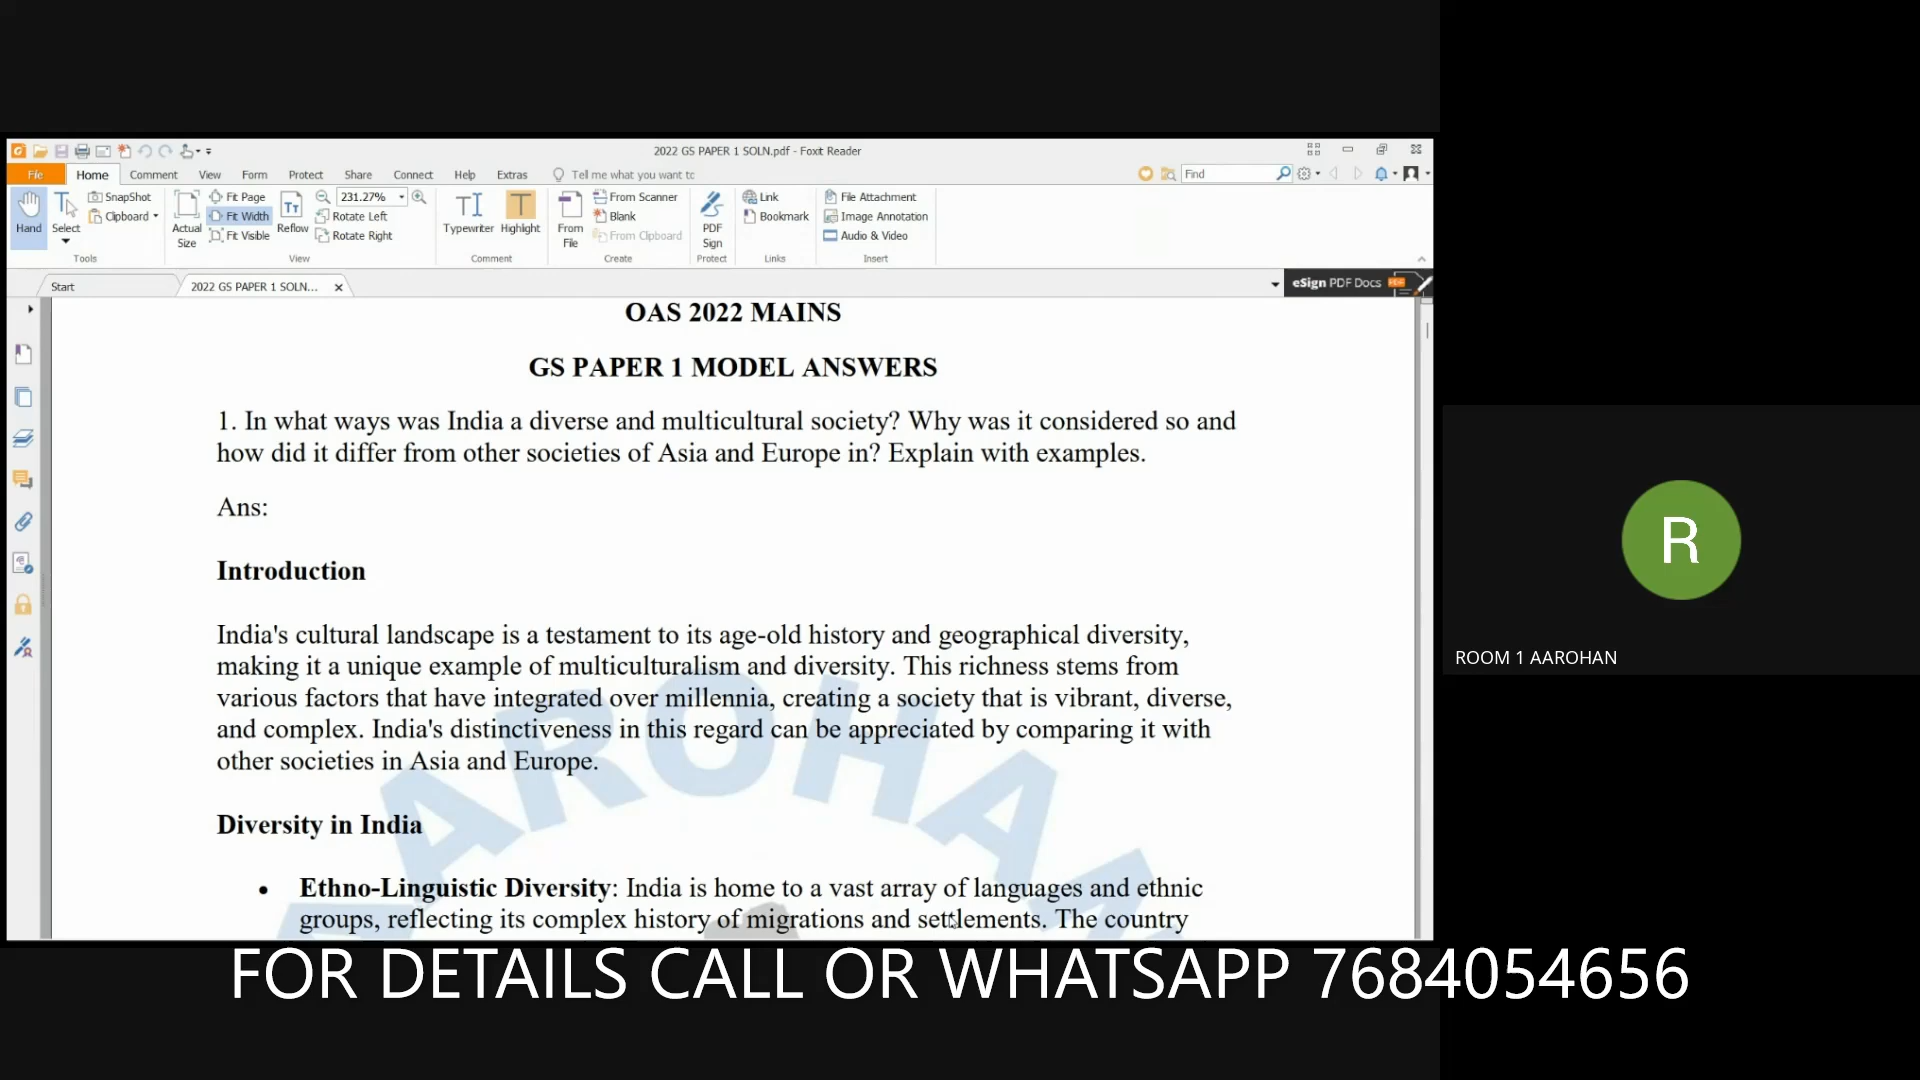 2022 GS PAPER 1 SOLN.pdf - Foxit Reader
File Home Comment View Form Protect Share Connect Help Extras Tell me what you want to Find
SnapShot Fit Page 231.27% From Scanner Link File Attachment
Clipboard Fit Width Rotate Left Blank Bookmark Image Annotation
Hand Select Actual Size Fit Visible Reflow Rotate Right Typewriter Highlight From File From Clipboard PDF Sign Audio & Video
Tools View Comment Create Protect Links Insert
Start 2022 GS PAPER 1 SOLN... eSign PDF Docs
OAS 2022 MAINS
GS PAPER 1 MODEL ANSWERS
1. In what ways was India a diverse and multicultural society? Why was it considered so and
how did it differ from other societies of Asia and Europe in? Explain with examples.
Ans:
Introduction
India's cultural landscape is a testament to its age-old history and geographical diversity,
making it a unique example of multiculturalism and diversity. This richness stems from
various factors that have integrated over millennia, creating a society that is vibrant, diverse,
and complex. India's distinctiveness in this regard can be appreciated by comparing it with
other societies in Asia and Europe.
Diversity in India
• Ethno-Linguistic Diversity: India is home to a vast array of languages and ethnic
groups, reflecting its complex history of migrations and settlements. The country
AAROHAN
R
ROOM 1 AAROHAN
FOR DETAILS CALL OR WHATSAPP 7684054656